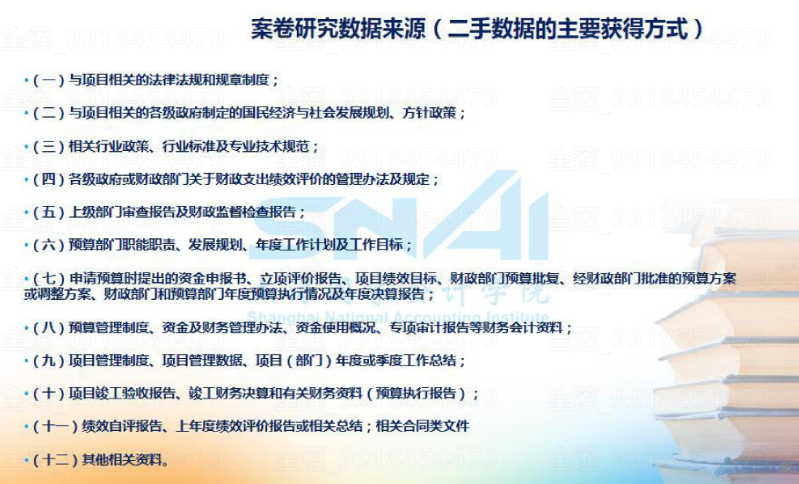 案卷研究数据来源（二手数据的主要获得方式）
•（一）与项目相关的法律法规和规章制度；
•（二）与项目相关的各级政府制定的国民经济与社会发展规划、方针政策；
•（三）相关行业政策、行业标准及专业技术规范；
•（四）各级政府或财政部门关于财政支出绩效评价的管理办法及规定；
•（五）上级部门审查报告及财政监督检查报告；
•（六）预算部门职能职责、发展规划、年度工作计划及工作目标；
•（七）申请预算时提出的资金申报书、立项评价报告、项目绩效目标、财政部门预算批复、经财政部门批准的预算方案
或调整方案、财政部门和预算部门年度预算执行情况及年度决算报告；
•（八）预算管理制度、资金及财务管理办法、资金使用概况、专项审计报告等财务会计资料；
•（九）项目管理制度、项目管理数据、项目（部门）年度或季度工作总结；
•（十）项目竣工验收报告、竣工财务决算和有关财务资料（预算执行报告）；
•（十一）绩效自评报告、上年度绩效评价报告或相关总结；相关合同类文件
•（十二）其他相关资料。
SNAI
Shanghai National Accounting Institute